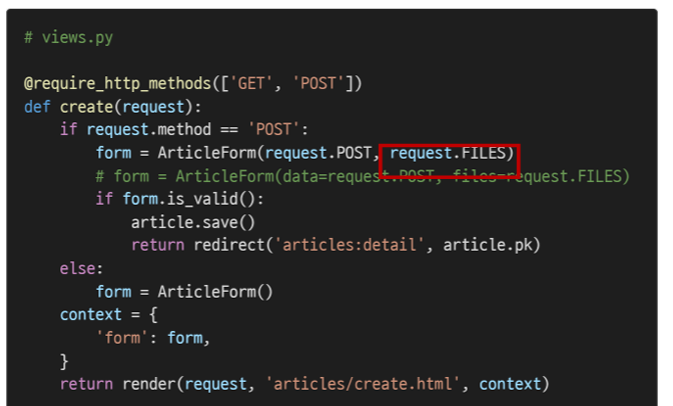 # views.py
@require_http_methods(['GET', 'POST'])
def create(request):
    if request.method == 'POST':
        form = ArticleForm(request.POST, request.FILES)
        # form = ArticleForm(data=request.POST, files=request.FILES)
        if form.is_valid():
            article.save()
            return redirect('articles:detail', article.pk)
    else:
        form = ArticleForm()
    context = {
        'form': form,
    }
    return render(request, 'articles/create.html', context)